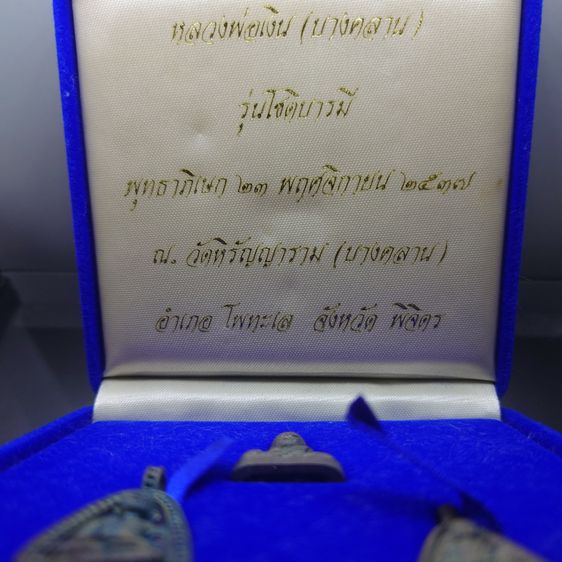 หลวงพ่อเงิน (บางคลาน)
รุ่นโชติบารมี
พุทธาภิเษก ๒๓ พฤศจิกายน ๒๕๓๗
ณ. วัดหิรัญญาราม (บางคลาน)
อำเภอ โพทะเล จังหวัด พิจิตร